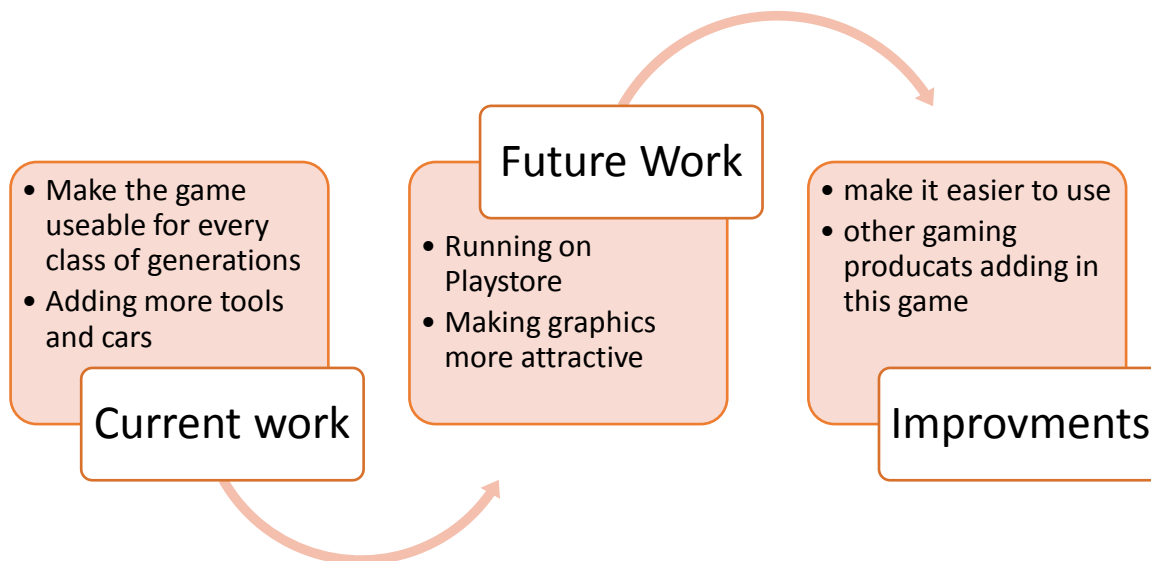 • Make the game
useable for every
class of generations
• Adding more tools
and cars
Current work
Future Work
• Running on
Playstore
• Making graphics
more attractive
• make it easier to use
• other gaming
producats adding in
this game
Improvments